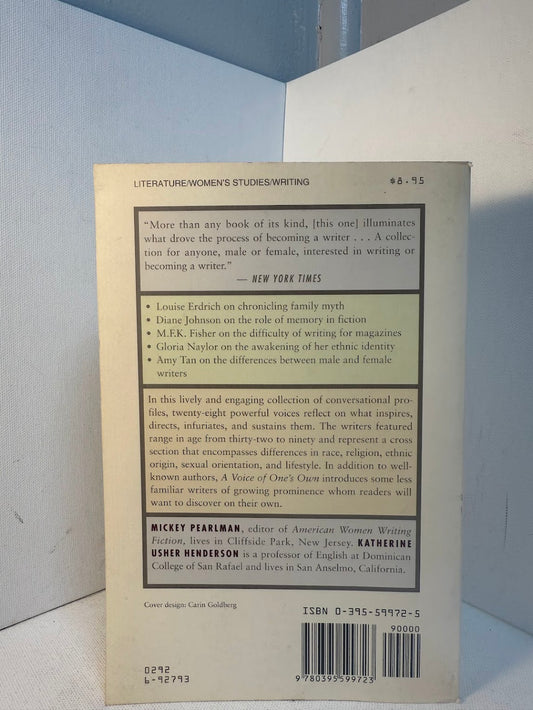 LITERATURE/WOMEN'S STUDIES/WRITING
$8.95
"More than any book of its kind, [this one] illuminates
what drove the process of becoming a writer . . . A collec-
tion for anyone, male or female, interested in writing or
becoming a writer."
— NEW YORK TIMES
• Louise Erdrich on chronicling family myth
• Diane Johnson on the role of memory in fiction
• M.F.K. Fisher on the difficulty of writing for magazines
• Gloria Naylor on the awakening of her ethnic identity
• Amy Tan on the differences between male and female
writers
In this lively and engaging collection of conversational pro-
files, twenty-eight powerful voices reflect on what inspires,
directs, infuriates, and sustains them. The writers featured
range in age from thirty-two to ninety and represent a cross
section that encompasses differences in race, religion, ethnic
origin, sexual orientation, and lifestyle. In addition to well-
known authors, A Voice of One's Own introduces some less
familiar writers of growing prominence whom readers will
want to discover on their own.
MICKEY PEARLMAN, editor of American Women Writing
Fiction, lives in Cliffside Park, New Jersey. KATHERINE
USHER HENDERSON is a professor of English at Dominican
College of San Rafael and lives in San Anselmo, California.
Cover design: Carin Goldberg
ISBN 0-395-59972-5
90000
9 780395 599723
0292
6-92793